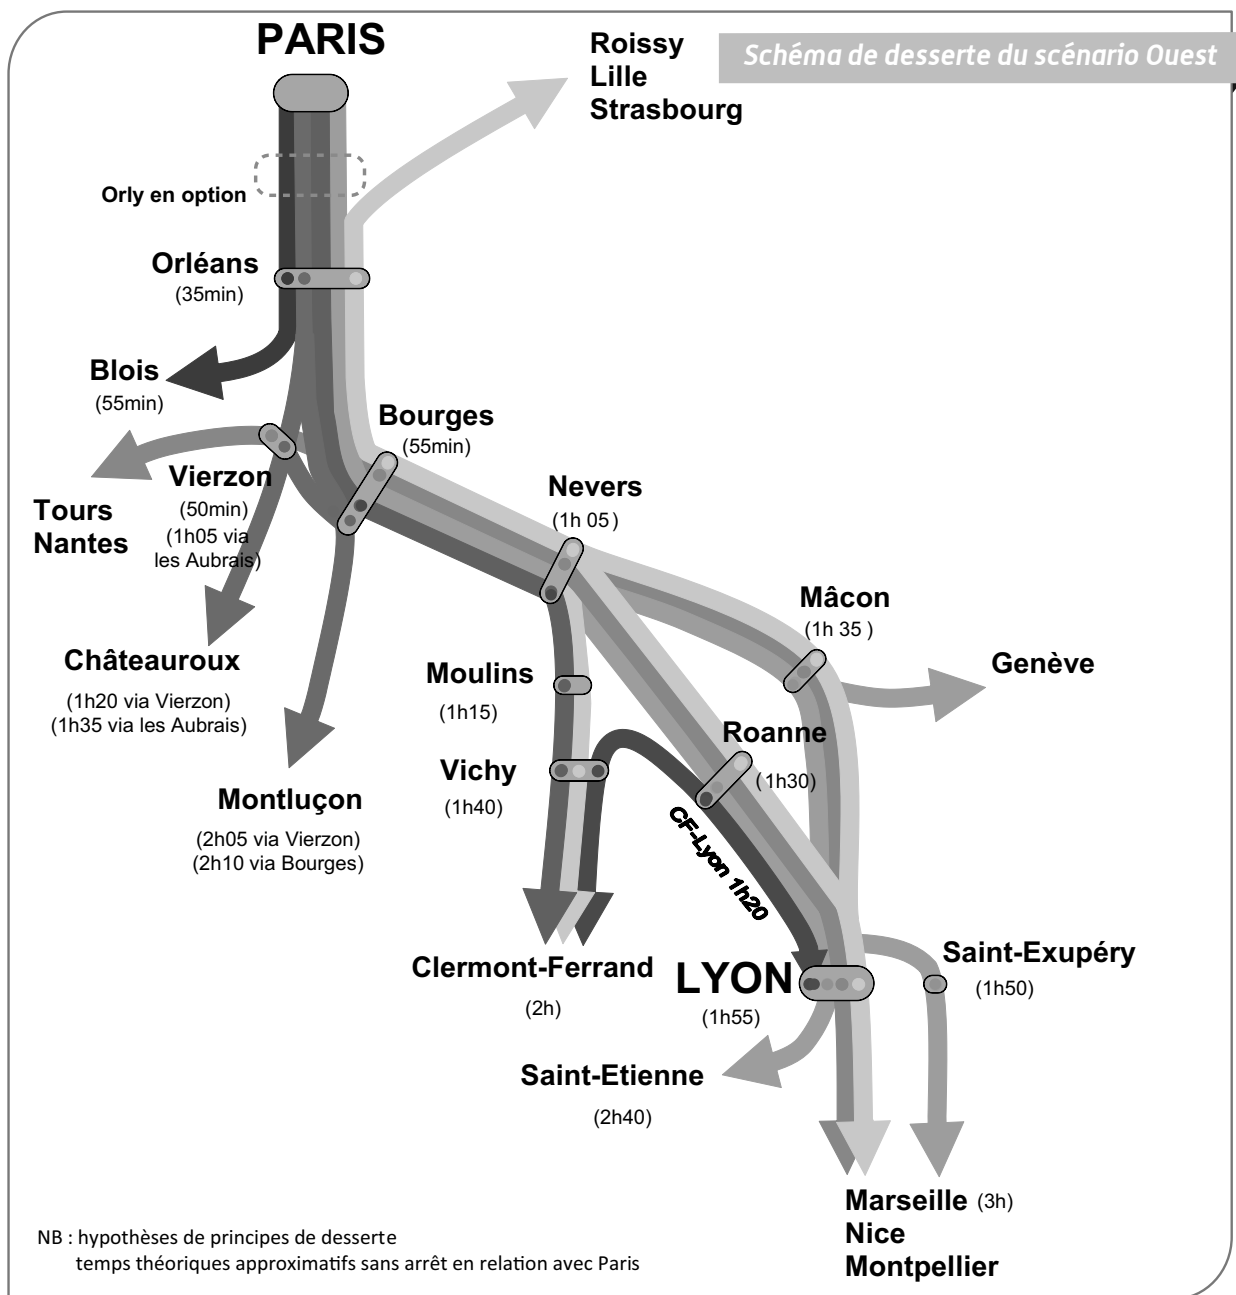 PARIS
Roissy
Lille
Strasbourg
Schéma de desserte du scénario Ouest
Orly en option
Orléans
(35min)
Blois
(55min)
Bourges
(55min)
Vierzon
(50min)
(1h05 via
les Aubrais)
Tours
Nantes
Nevers
(1h 05 )
Mâcon
(1h 35 )
Genève
Châteauroux
(1h20 via Vierzon)
(1h35 via les Aubrais)
Moulins
(1h15)
Roanne
(1h30)
Vichy
(1h40)
Montluçon
(2h05 via Vierzon)
(2h10 via Bourges)
CF-Lyon 1h20
Clermont-Ferrand
(2h)
LYON
(1h55)
Saint-Exupéry
(1h50)
Saint-Etienne
(2h40)
Marseille (3h)
Nice
Montpellier
NB : hypothèses de principes de desserte
temps théoriques approximatifs sans arrêt en relation avec Paris